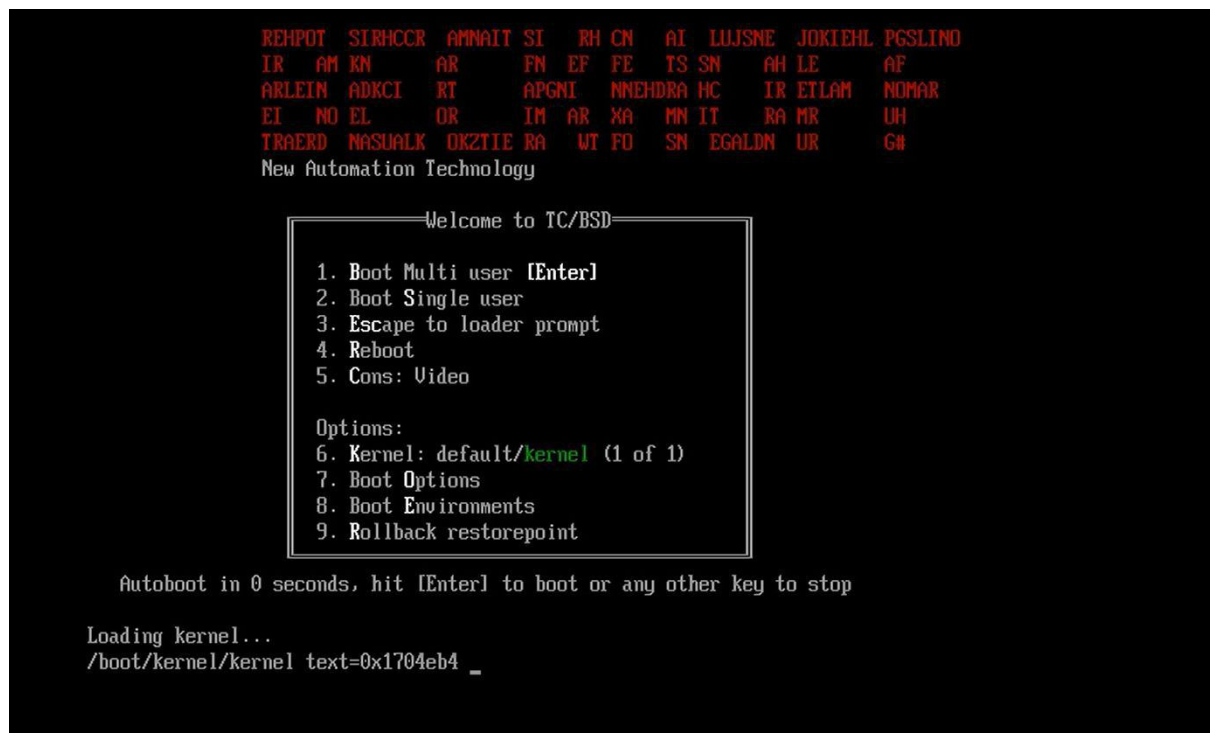 REHPOT SIRHCCR AMNAIT SI RH CN AI LUJSNE JOKIEHL PGSLINO
IR AM KN AR FN EF FE TS SN AH LE AF
ARLEIN ADKCI RT APGNI NNEHDRA HC IR ETLAM NOMAR
EI NO EL OR IM AR XA MN IT RA MR UH
TRAERD NASUALK OKZTIE RA WT FO SN EGALDN UR G#
New Automation Technology
Welcome to TC/BSD
1. Boot Multi user [Enter]
2. Boot Single user
3. Escape to loader prompt
4. Reboot
5. Cons: Video
Options:
6. Kernel: default/kernel (1 of 1)
7. Boot Options
8. Boot Environments
9. Rollback restorepoint
Autoboot in 0 seconds, hit [Enter] to boot or any other key to stop
Loading kernel...
/boot/kernel/kernel text=0x1704eb4 _